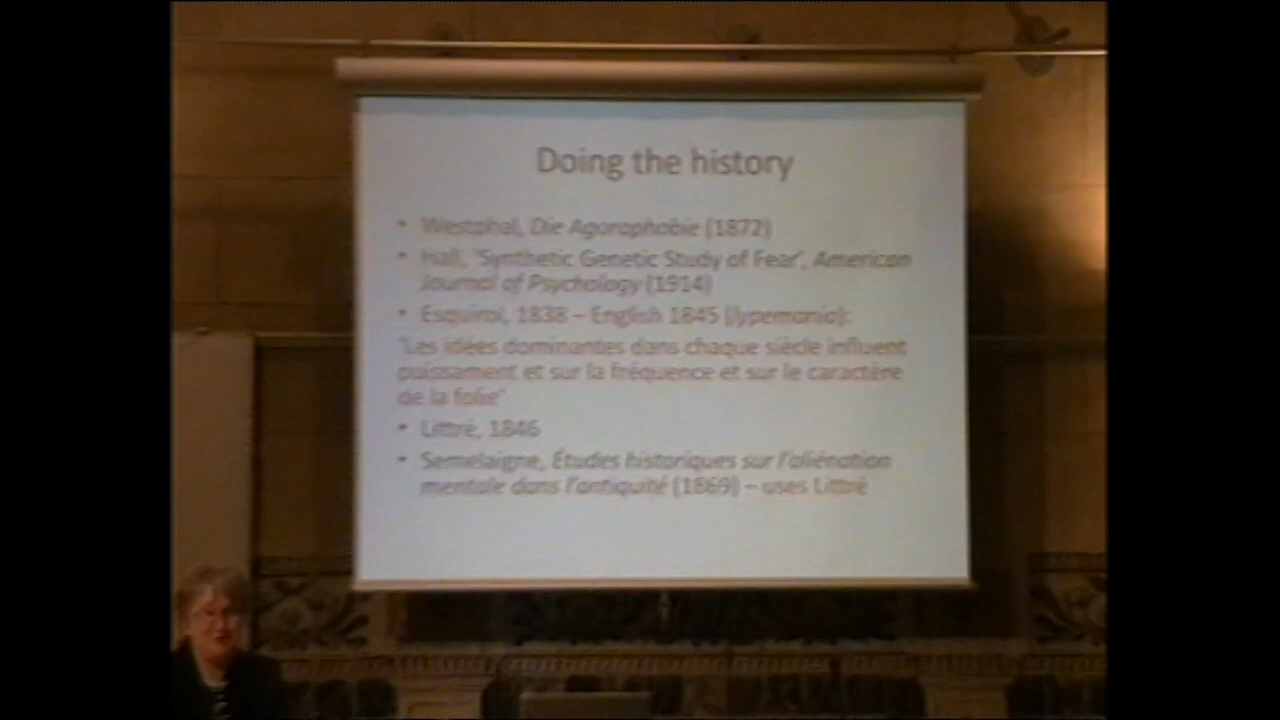 Doing the history
• Westphal, Die Agoraphobie (1872)
• Hall, 'Synthetic Genetic Study of Fear', American
Journal of Psychology (1914)
• Esquirol, 1838 – English 1845 (lypemania):
'Les idées dominantes dans chaque siècle influent
puissament et sur la fréquence et sur le caractère
de la folie'
• Littré, 1846
• Semelaigne, Études historiques sur l'aliénation
mentale dans l'antiquité (1869) – uses Littré